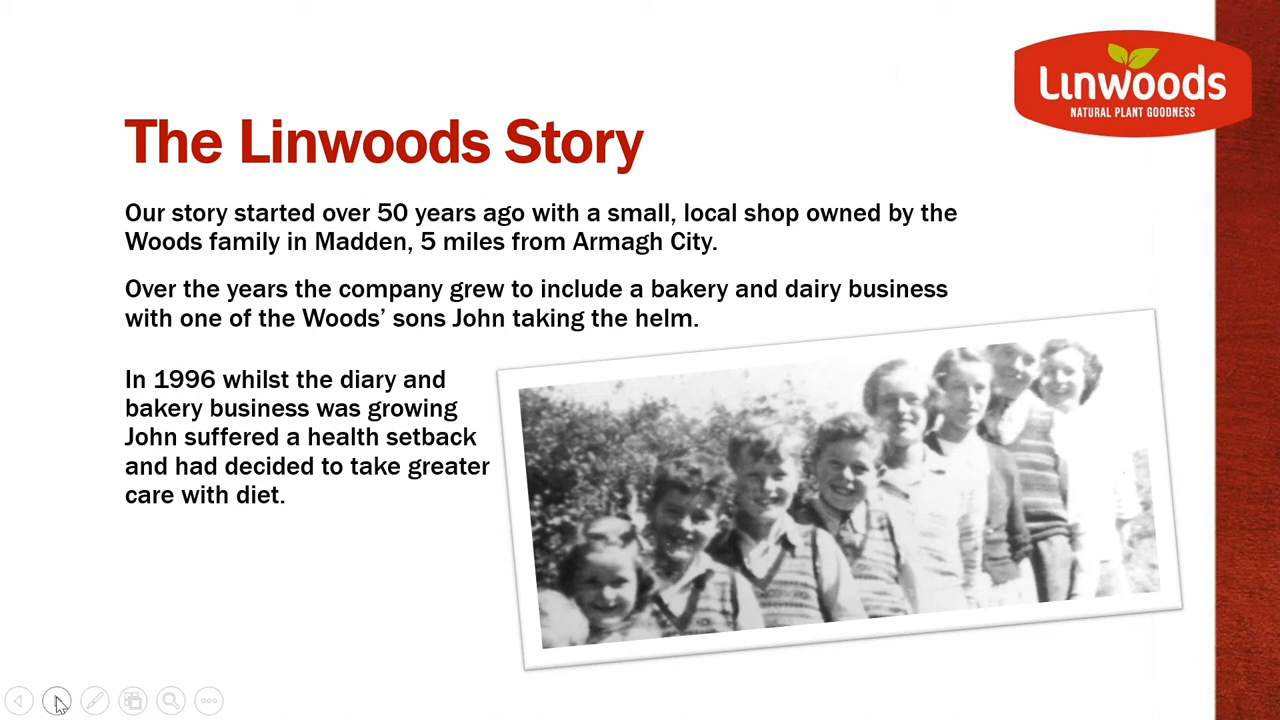 Linwoods
NATURAL PLANT GOODNESS
The Linwoods Story
Our story started over 50 years ago with a small, local shop owned by the
Woods family in Madden, 5 miles from Armagh City.
Over the years the company grew to include a bakery and dairy business
with one of the Woods’ sons John taking the helm.
In 1996 whilst the diary and
bakery business was growing
John suffered a health setback
and had decided to take greater
care with diet.